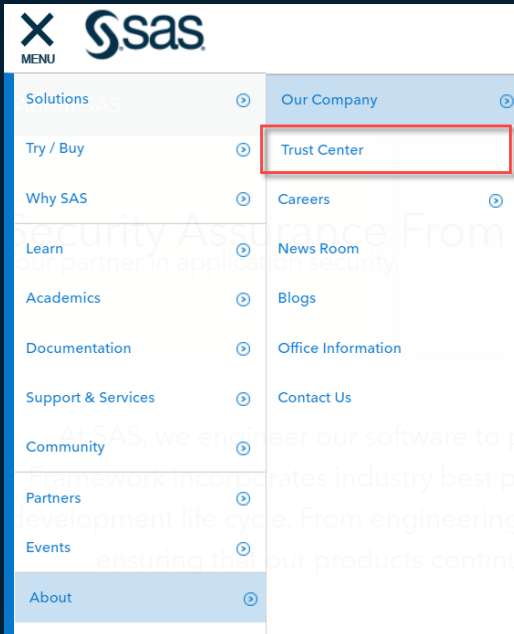 MENU
sas
Solutions
Try / Buy
Why SAS
Learn
Academics
Documentation
Support & Services
Community
Partners
Events
About
Our Company
Trust Center
Careers
News Room
Blogs
Office Information
Contact Us
SAS
Security Assurance From
our partner in application security.
At SAS, we engineer our software to p
Framework incorporates industry best p
development life cycle. From engineering
ensuring that our products continu